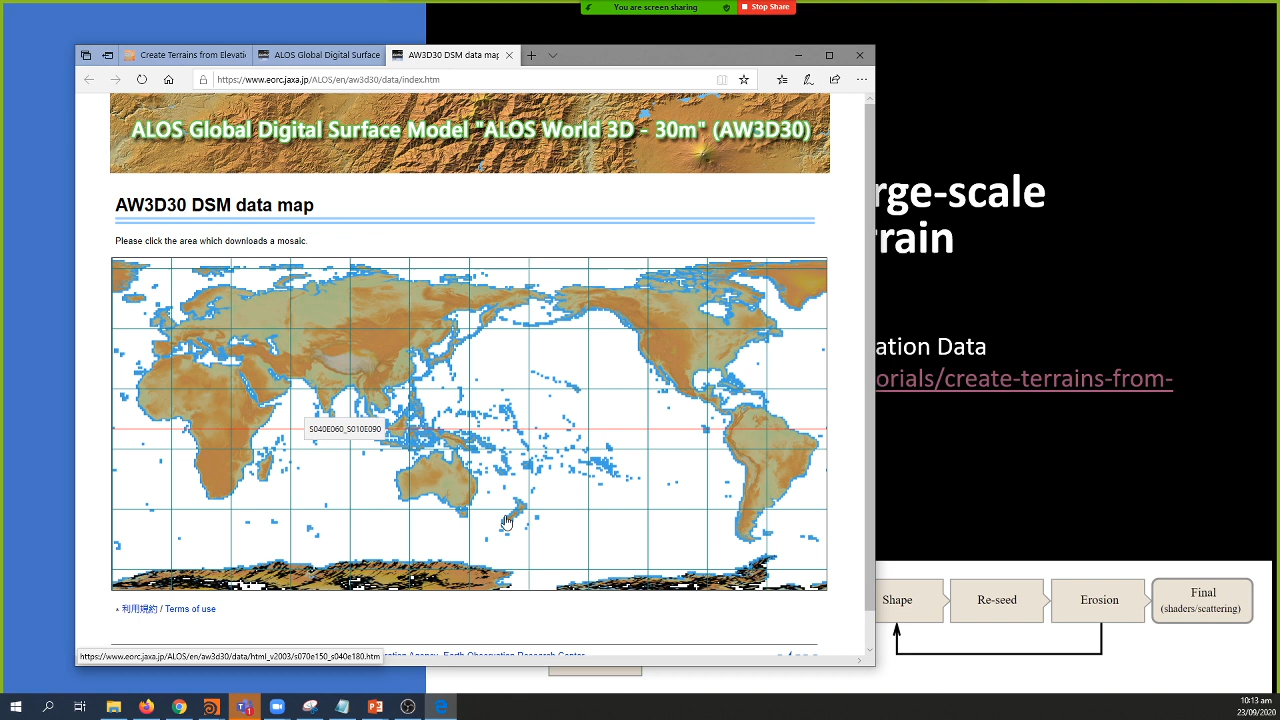 You are screen sharing
Stop Share
Create Terrains from Elevati
ALOS Global Digital Surface
AW3D30 DSM data map
https://www.eorc.jaxa.jp/ALOS/en/aw3d30/data/index.htm
ALOS Global Digital Surface Model "ALOS World 3D - 30m" (AW3D30)
AW3D30 DSM data map
Please click the area which downloads a mosaic.
S040E060_S010E090
利用規約 / Terms of use
https://www.eorc.jaxa.jp/ALOS/en/aw3d30/data/html_v2003/s070e150_s040e180.htm
rge-scale
rrain
ation Data
orials/create-terrains-from-
Shape
Re-seed
Erosion
Final
(shaders/scattering)
10:13 am
23/09/2020